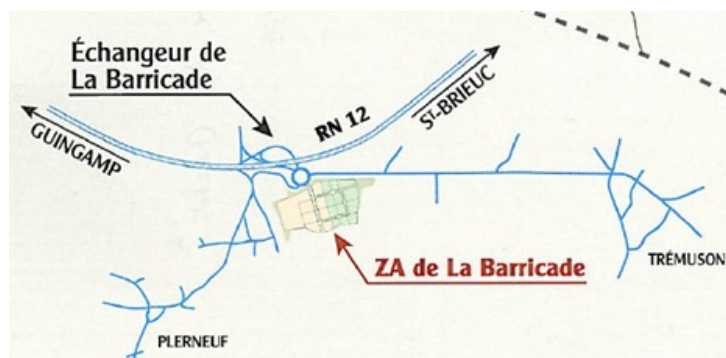 Échangeur de
La Barricade
RN 12
ST-BRIEUC
GUINGAMP
ZA de La Barricade
TRÉMUSON
PLERNEUF